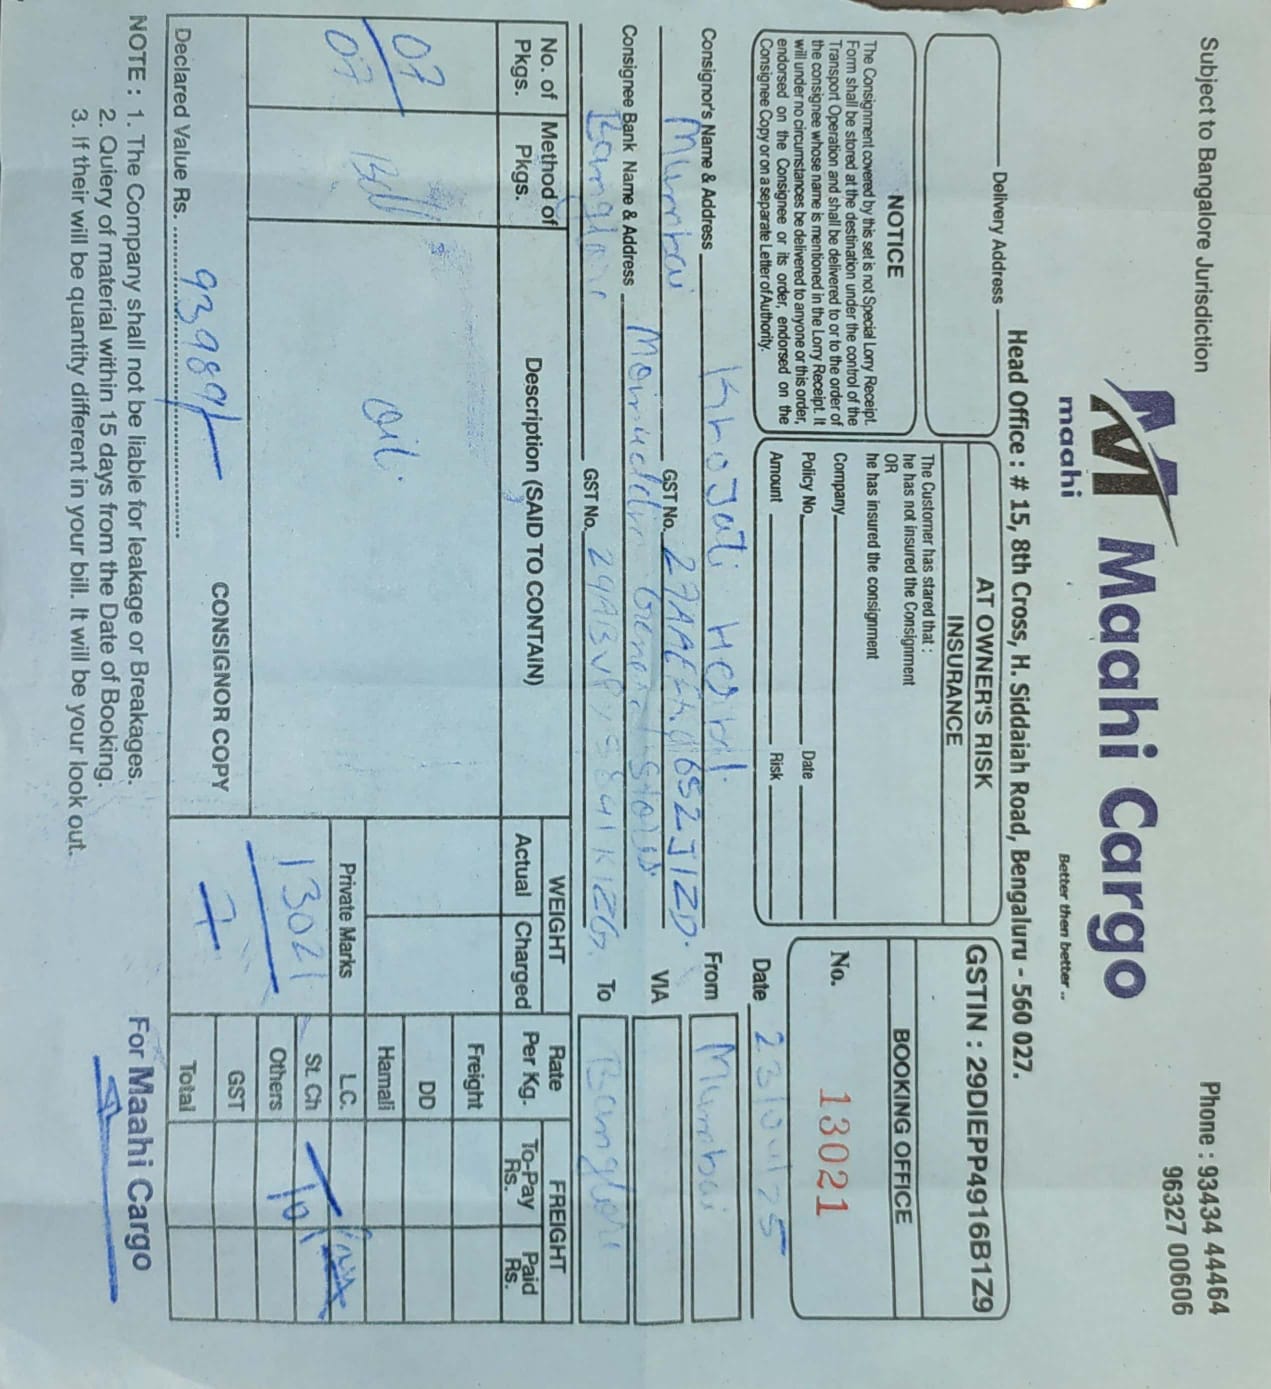 Subject to Bangalore Jurisdiction
Phone : 93434 44464
96327 00606
maahi
Maahi Cargo
Better then better ..
Head Office : # 15, 8th Cross, H. Siddaiah Road, Bengaluru - 560 027.
Delivery Address
AT OWNER'S RISK
INSURANCE
GSTIN : 29DIEPP4916B1Z9
BOOKING OFFICE
NOTICE
The Consignment covered by this set is not Special Lorry Receipt.
Form shall be stored at the destination under the control of the
Transport Operation and shall be delivered to or to the order of
the consignee whose name is mentioned in the Lorry Receipt. It
will under no circumstances be delivered to anyone or this order,
endorsed on the Consignee or its order, endorsed on the
Consignee Copy or on a separate Letter of Authority.
The Customer has stared that :
he has not insured the Consignment
OR
he has insured the consignment
Company
Policy No. Date
Amount Risk
No. 13021
Date 23/04/25
Consignor's Name & Address
From Mumbai
Mumbai GST No.
VIA
Consignee Bank Name & Address
GST No.
To
No. of Pkgs.
Method of Pkgs.
Description (SAID TO CONTAIN)
WEIGHT
Actual Charged
Rate Per Kg.
FREIGHT
To-Pay Rs.
Paid Rs.
07
07
oil.
Freight
DD
Hamali
Private Marks
13021
7
L.C.
St. Ch
Others
GST
Total
Declared Value Rs. 93989/
CONSIGNOR COPY
NOTE : 1. The Company shall not be liable for leakage or Breakages.
2. Quiery of material within 15 days from the Date of Booking.
3. If their will be quantity different in your bill. It will be your look out.
For Maahi Cargo